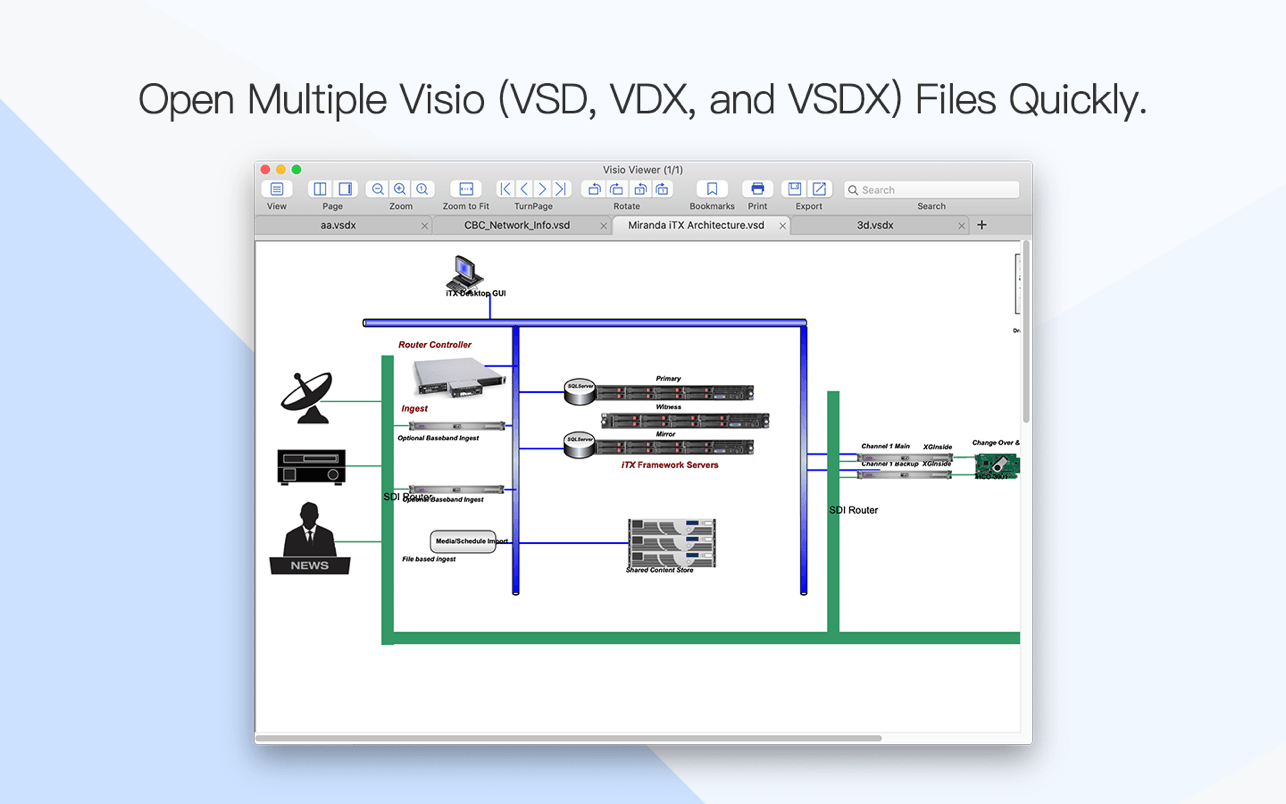 Open Multiple Visio (VSD, VDX, and VSDX) Files Quickly.
Visio Viewer (1/1)
Search
View Page Zoom Zoom to Fit TurnPage Rotate Bookmarks Print Export Search
aa.vsdx CBC_Network_Info.vsd Miranda iTX Architecture.vsd 3d.vsdx
iTX Desktop GUI
Router Controller
Primary
SQLServer
Ingest
Witness
Optional Baseband Ingest
Mirror
SQLServer
iTX Framework Servers
Channel 1 Main XGInside
Change Over &
Channel 1 Backup XGInside
SDI Router
Optional Baseband Ingest
SDI Router
Media/Schedule Import
File based ingest
NEWS
Shared Content Store